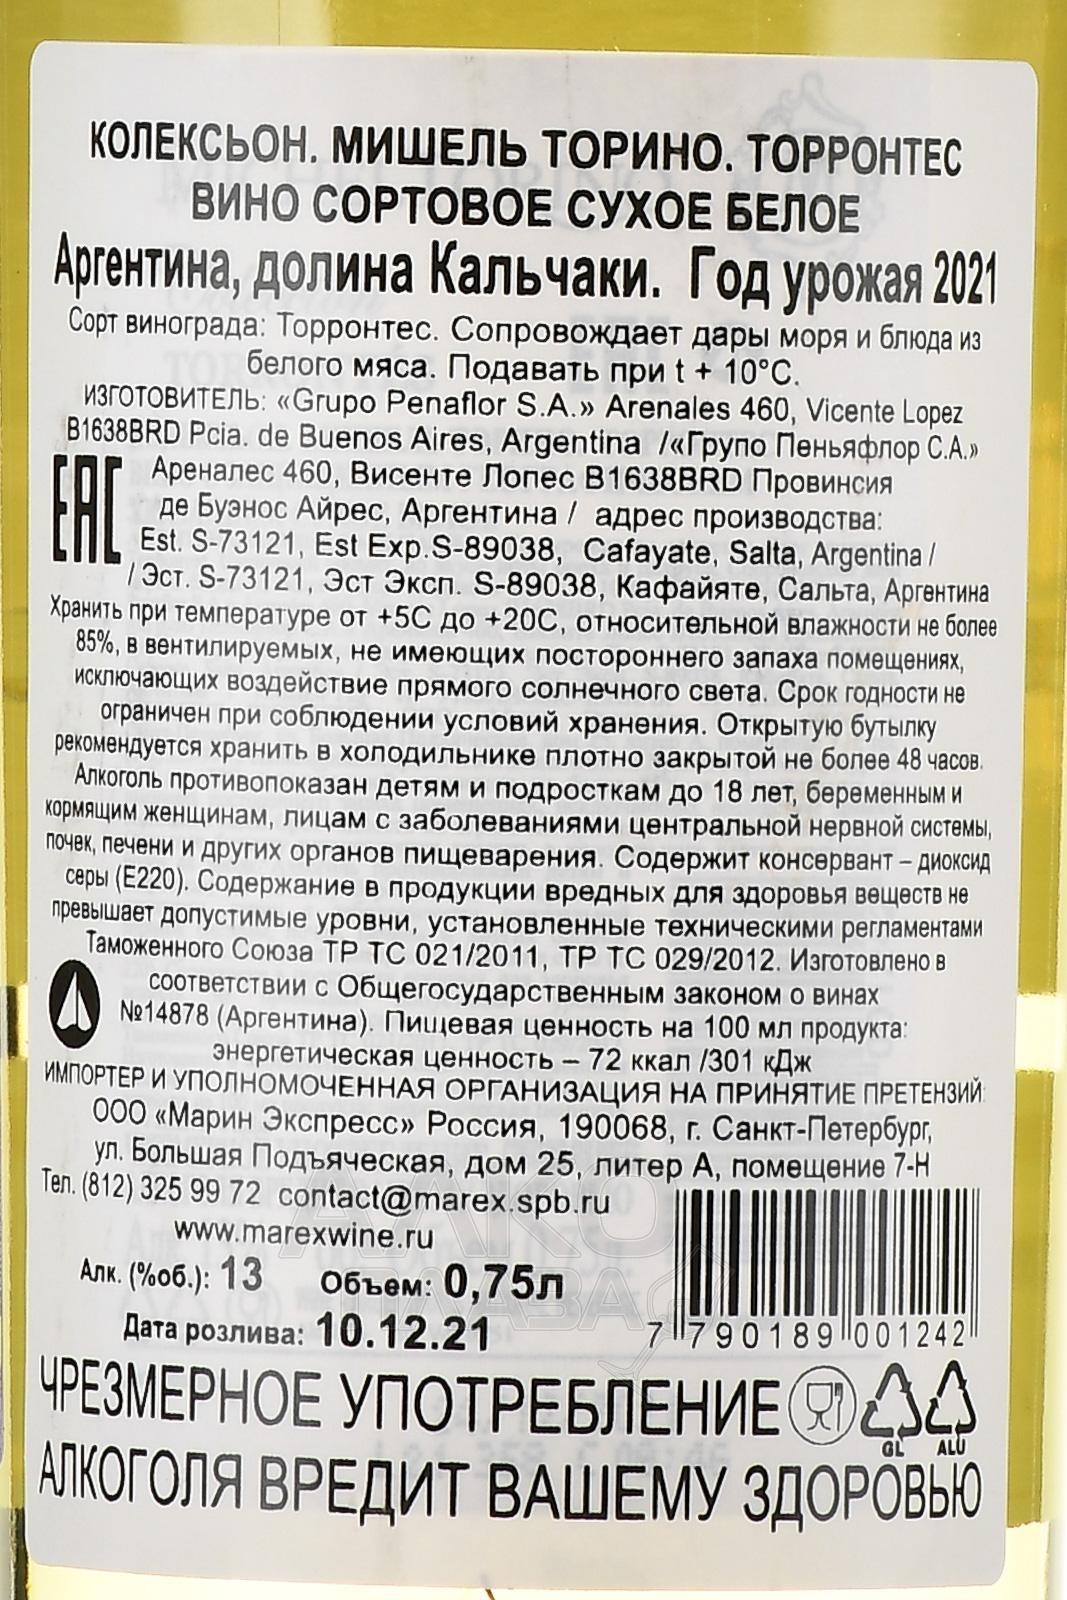 КОЛЕКСЬОН. МИШЕЛЬ ТОРИНО. ТОРРОНТЕС
ВИНО СОРТОВОЕ СУХОЕ БЕЛОЕ
Аргентина, долина Кальчаки. Год урожая 2021
Сорт винограда: Торронтес. Сопровождает дары моря и блюда из
белого мяса. Подавать при t + 10°C.
ИЗГОТОВИТЕЛЬ: «Grupo Penaflor S.A.» Arenales 460, Vicente Lopez
B1638BRD Pcia. de Buenos Aires, Argentina /«Групо Пеньяфлор С.А.»
EAC Ареналес 460, Висенте Лопес B1638BRD Провинсия
де Буэнос Айрес, Аргентина / адрес производства:
Est. S-73121, Est Exp.S-89038, Cafayate, Salta, Argentina /
/ Эст. S-73121, Эст Эксп. S-89038, Кафайяте, Сальта, Аргентина
Хранить при температуре от +5С до +20С, относительной влажности не более
85%, в вентилируемых, не имеющих постороннего запаха помещениях,
исключающих воздействие прямого солнечного света. Срок годности не
ограничен при соблюдении условий хранения. Открытую бутылку
рекомендуется хранить в холодильнике плотно закрытой не более 48 часов.
Алкоголь противопоказан детям и подросткам до 18 лет, беременным и
кормящим женщинам, лицам с заболеваниями центральной нервной системы,
почек, печени и других органов пищеварения. Содержит консервант – диоксид
серы (Е220). Содержание в продукции вредных для здоровья веществ не
превышает допустимые уровни, установленные техническими регламентами
Таможенного Союза ТР ТС 021/2011, ТР ТС 029/2012. Изготовлено в
соответствии с Общегосударственным законом о винах
№14878 (Аргентина). Пищевая ценность на 100 мл продукта:
энергетическая ценность – 72 ккал /301 кДж
ИМПОРТЕР И УПОЛНОМОЧЕННАЯ ОРГАНИЗАЦИЯ НА ПРИНЯТИЕ ПРЕТЕНЗИЙ:
ООО «Марин Экспресс» Россия, 190068, г. Санкт-Петербург,
ул. Большая Подъяческая, дом 25, литер А, помещение 7-Н
Тел. (812) 325 99 72 contact@marex.spb.ru
www.marexwine.ru
Алк. (%об.): 13 Объем: 0,75л
Дата розлива: 10.12.21
7 790189 001242
ЧРЕЗМЕРНОЕ УПОТРЕБЛЕНИЕ
GL ALU
АЛКОГОЛЯ ВРЕДИТ ВАШЕМУ ЗДОРОВЬЮ
АЛКО
ПЛАЗА